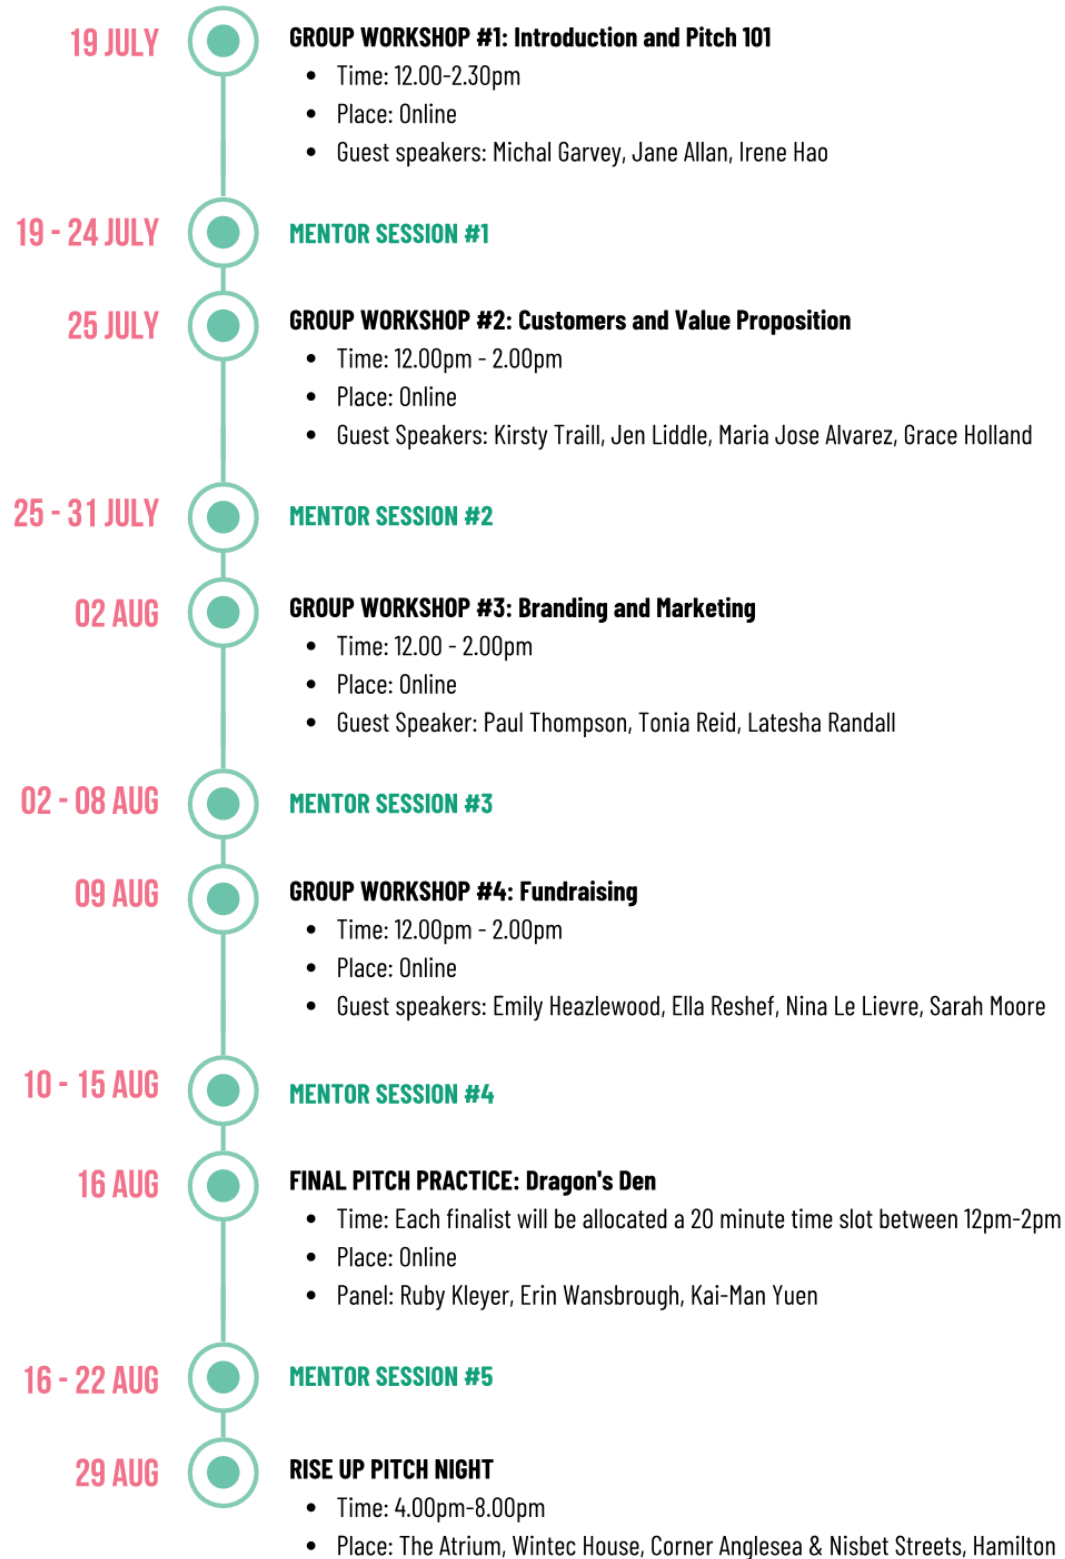 19 JULY
GROUP WORKSHOP #1: Introduction and Pitch 101
• Time: 12.00-2.30pm
• Place: Online
• Guest speakers: Michal Garvey, Jane Allan, Irene Hao
19 - 24 JULY
MENTOR SESSION #1
25 JULY
GROUP WORKSHOP #2: Customers and Value Proposition
• Time: 12.00pm - 2.00pm
• Place: Online
• Guest Speakers: Kirsty Traill, Jen Liddle, Maria Jose Alvarez, Grace Holland
25 - 31 JULY
MENTOR SESSION #2
02 AUG
GROUP WORKSHOP #3: Branding and Marketing
• Time: 12.00 - 2.00pm
• Place: Online
• Guest Speaker: Paul Thompson, Tonia Reid, Latesha Randall
02 - 08 AUG
MENTOR SESSION #3
09 AUG
GROUP WORKSHOP #4: Fundraising
• Time: 12.00pm - 2.00pm
• Place: Online
• Guest speakers: Emily Heazlewood, Ella Reshef, Nina Le Lievre, Sarah Moore
10 - 15 AUG
MENTOR SESSION #4
16 AUG
FINAL PITCH PRACTICE: Dragon's Den
• Time: Each finalist will be allocated a 20 minute time slot between 12pm-2pm
• Place: Online
• Panel: Ruby Kleyer, Erin Wansbrough, Kai-Man Yuen
16 - 22 AUG
MENTOR SESSION #5
29 AUG
RISE UP PITCH NIGHT
• Time: 4.00pm-8.00pm
• Place: The Atrium, Wintec House, Corner Anglesea & Nisbet Streets, Hamilton